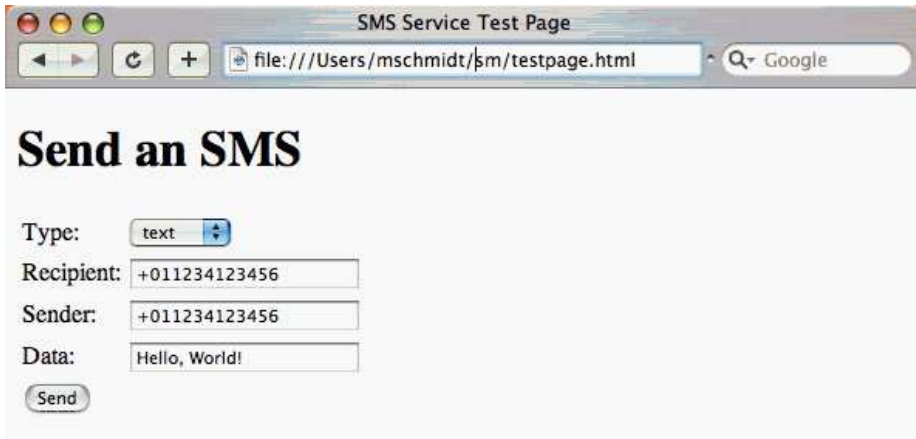 SMS Service Test Page
file:///Users/mschmidt/sm/testpage.html
Google
Send an SMS
Type: text
Recipient: +011234123456
Sender: +011234123456
Data: Hello, World!
Send